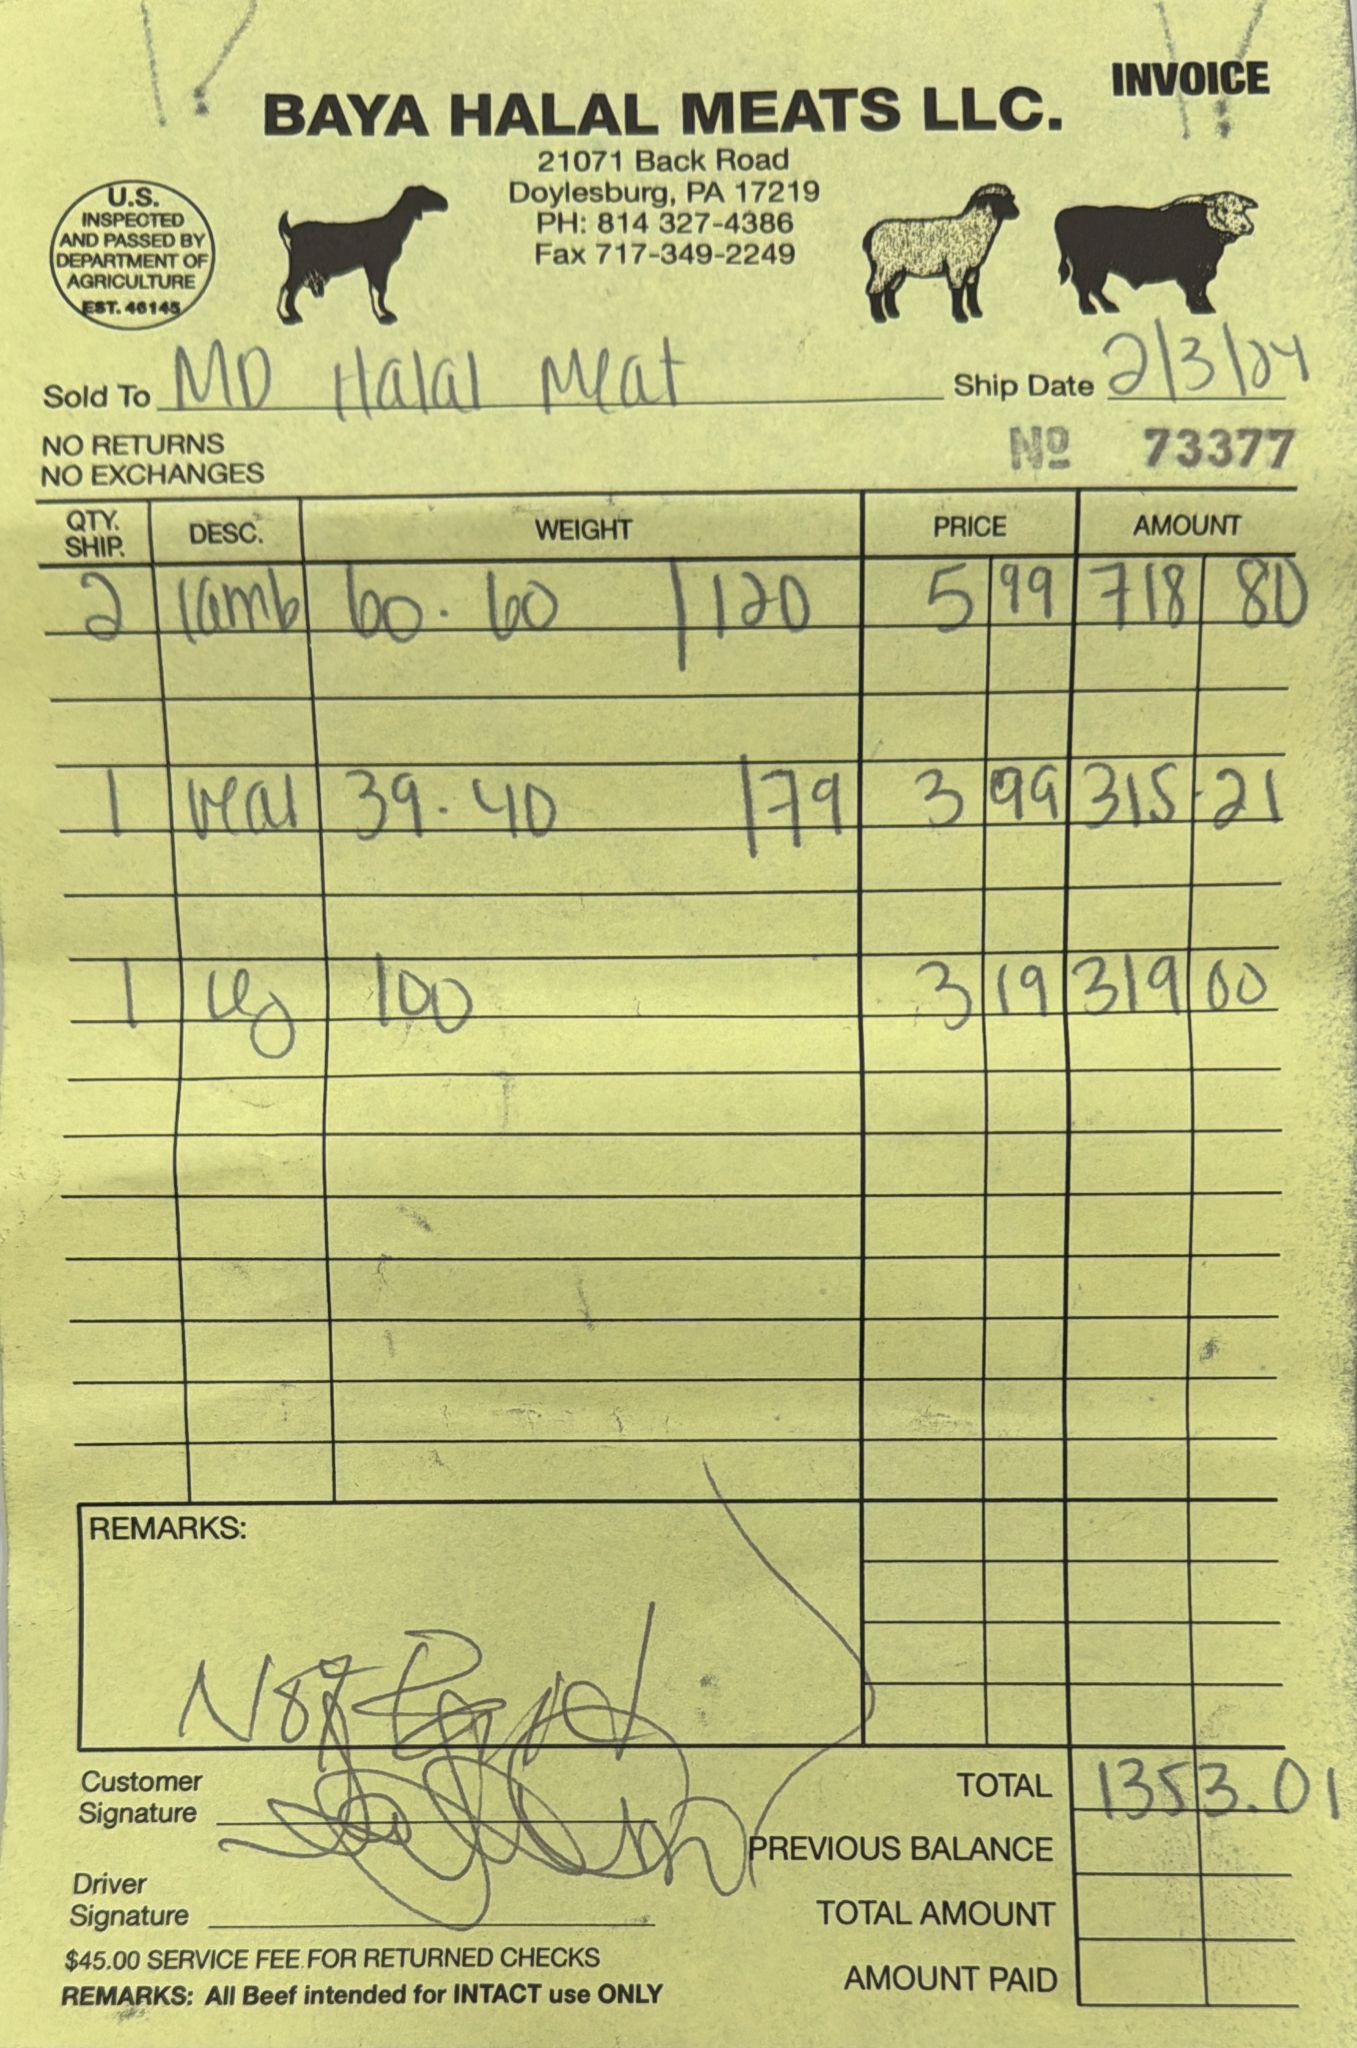 INVOICE
BAYA HALAL MEATS LLC.
21071 Back Road
Doylesburg, PA 17219
PH: 814 327-4386
Fax 717-349-2249
U.S.
INSPECTED
AND PASSED BY
DEPARTMENT OF
AGRICULTURE
EST. 46145
Sold To MD Halal Meat Ship Date 2/3/24
NO RETURNS
NO EXCHANGES
No 73377
QTY. SHIP. DESC. WEIGHT PRICE AMOUNT
2 lamb 60. 60 | 120 5 99 718 80
1 veal 39. 40 | 79 3 99 315.21
1 leg 100 3 19 319 00
REMARKS:
Not Paid
Customer
Signature
TOTAL 1353.01
PREVIOUS BALANCE
Driver
Signature
TOTAL AMOUNT
AMOUNT PAID
$45.00 SERVICE FEE FOR RETURNED CHECKS
REMARKS: All Beef intended for INTACT use ONLY